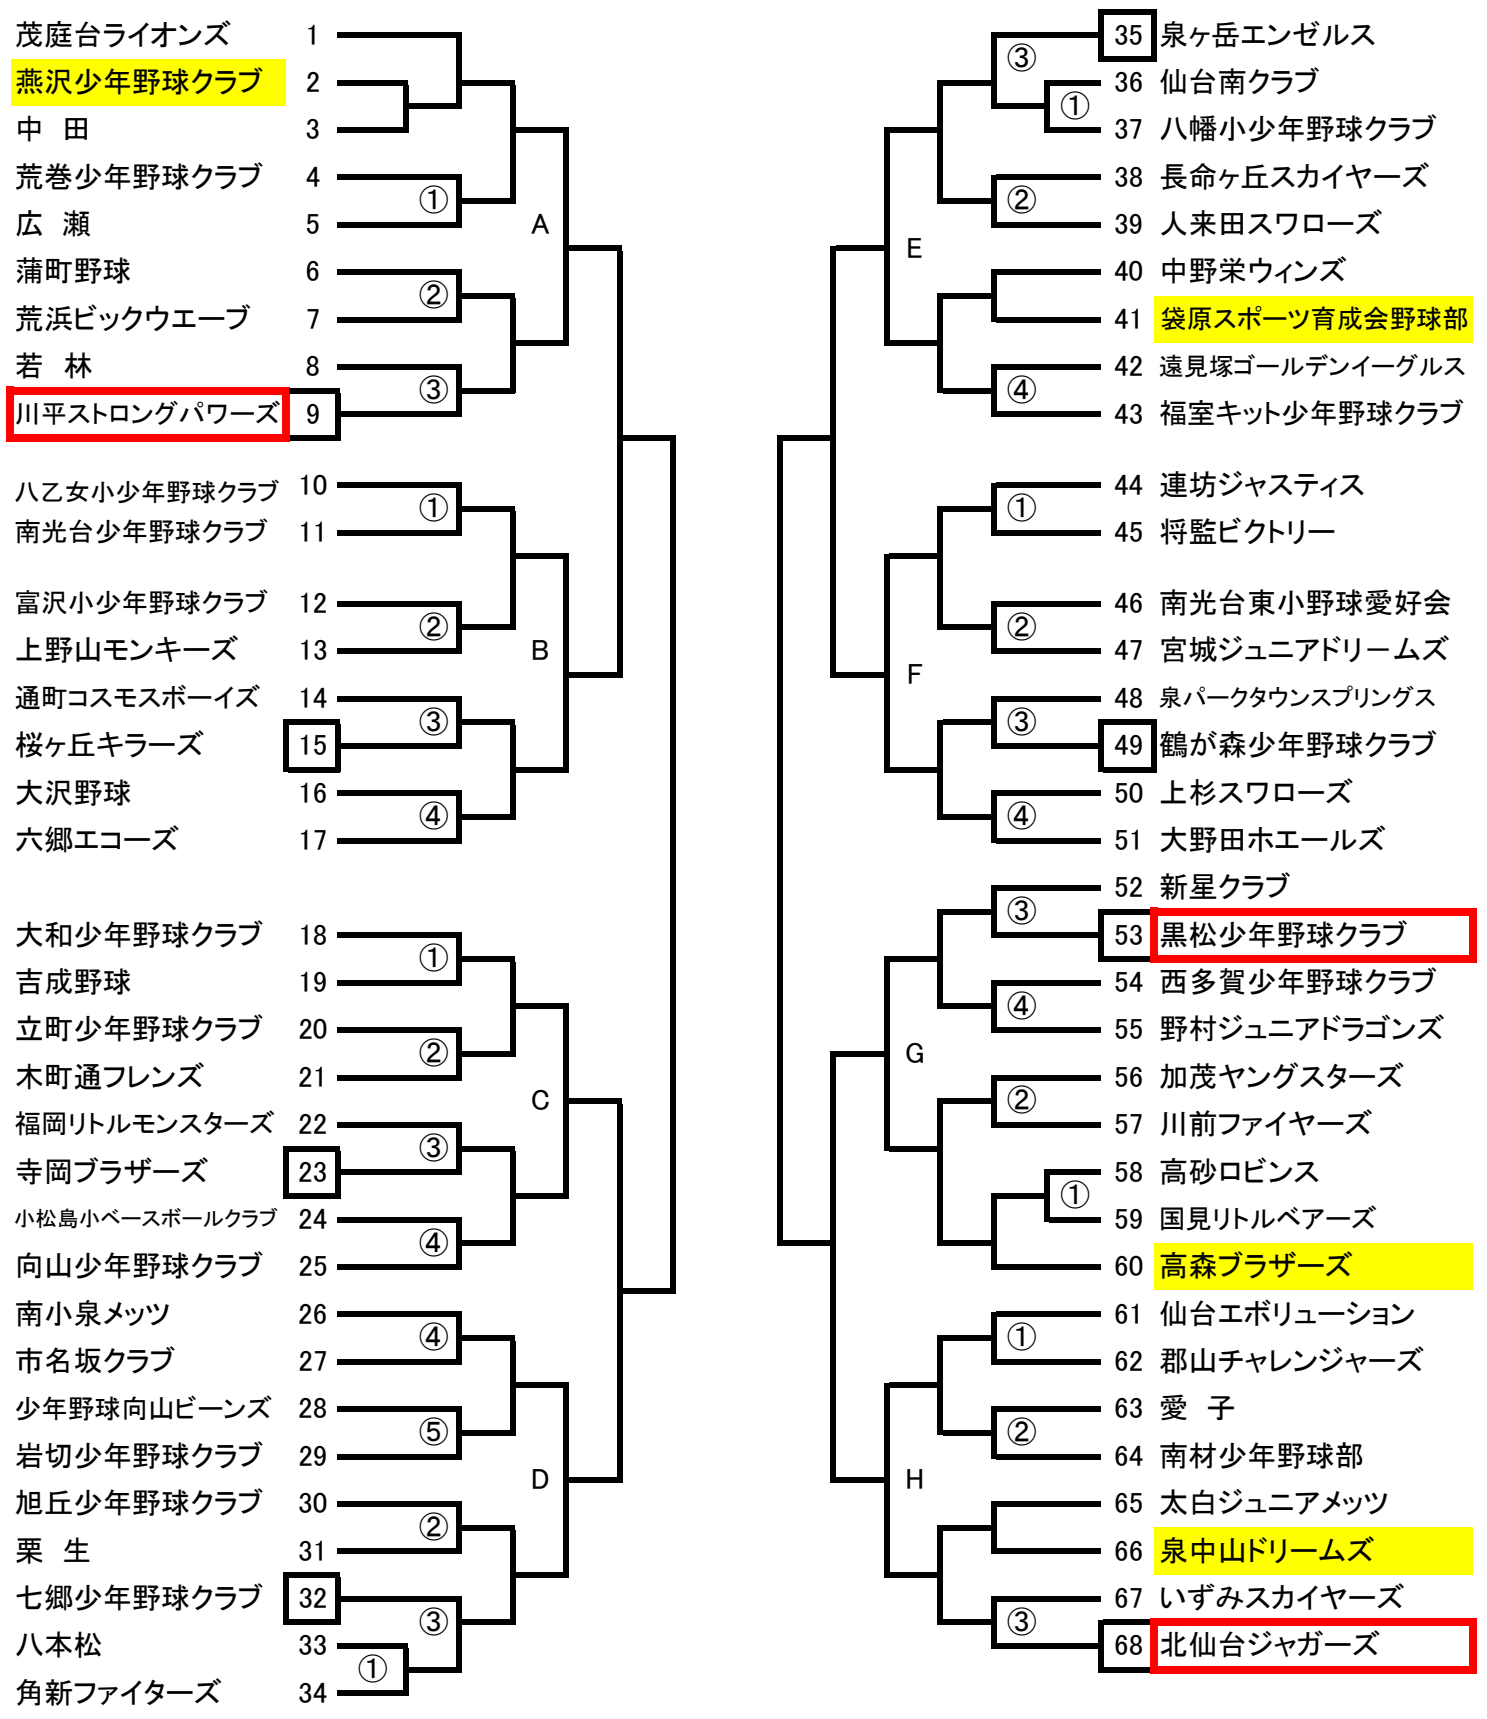 茂庭台ライオンズ 1
燕沢少年野球クラブ 2
中 田 3
荒巻少年野球クラブ 4
①
広 瀬 5
A
蒲町野球 6
②
荒浜ビックウエーブ 7
若 林 8
③
川平ストロングパワーズ 9
八乙女小少年野球クラブ 10
①
南光台少年野球クラブ 11
富沢小少年野球クラブ 12
②
上野山モンキーズ 13
B
通町コスモスボーイズ 14
③
桜ヶ丘キラーズ 15
大沢野球 16
④
六郷エコーズ 17
大和少年野球クラブ 18
①
吉成野球 19
立町少年野球クラブ 20
②
木町通フレンズ 21
C
福岡リトルモンスターズ 22
③
寺岡ブラザーズ 23
小松島小ベースボールクラブ 24
④
向山少年野球クラブ 25
南小泉メッツ 26
④
市名坂クラブ 27
少年野球向山ビーンズ 28
⑤
岩切少年野球クラブ 29
D
旭丘少年野球クラブ 30
②
栗 生 31
七郷少年野球クラブ 32
③
八本松 33
①
角新ファイターズ 34
35 泉ヶ岳エンゼルス
③
36 仙台南クラブ
①
37 八幡小少年野球クラブ
38 長命ヶ丘スカイヤーズ
②
39 人来田スワローズ
E
40 中野栄ウィンズ
41 袋原スポーツ育成会野球部
42 遠見塚ゴールデンイーグルス
④
43 福室キット少年野球クラブ
44 連坊ジャスティス
①
45 将監ビクトリー
46 南光台東小野球愛好会
②
47 宮城ジュニアドリームズ
F
48 泉パークタウンスプリングス
③
49 鶴が森少年野球クラブ
50 上杉スワローズ
④
51 大野田ホエールズ
52 新星クラブ
③
53 黒松少年野球クラブ
54 西多賀少年野球クラブ
④
55 野村ジュニアドラゴンズ
G
56 加茂ヤングスターズ
②
57 川前ファイヤーズ
58 高砂ロビンス
①
59 国見リトルベアーズ
60 高森ブラザーズ
61 仙台エボリューション
①
62 郡山チャレンジャーズ
63 愛 子
②
64 南材少年野球部
H
65 太白ジュニアメッツ
66 泉中山ドリームズ
67 いずみスカイヤーズ
③
68 北仙台ジャガーズ